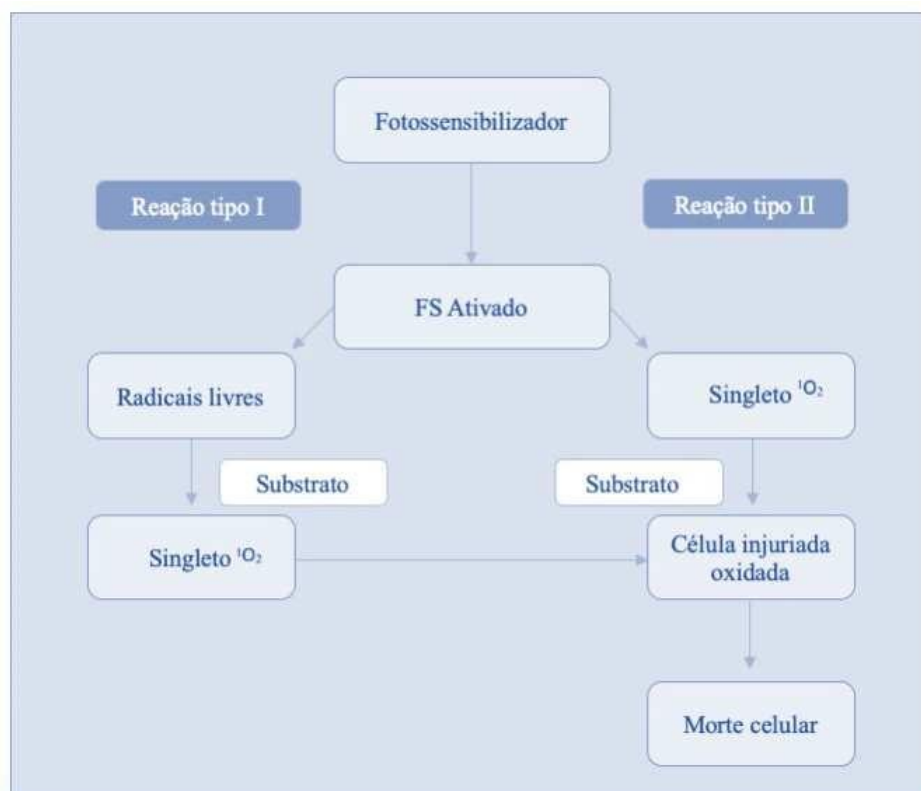 Fotossensibilizador
Reação tipo I
Reação tipo II
FS Ativado
Radicais livres
Singleto ¹O₂
Substrato
Substrato
Singleto ¹O₂
Célula injuriada
oxidada
Morte celular